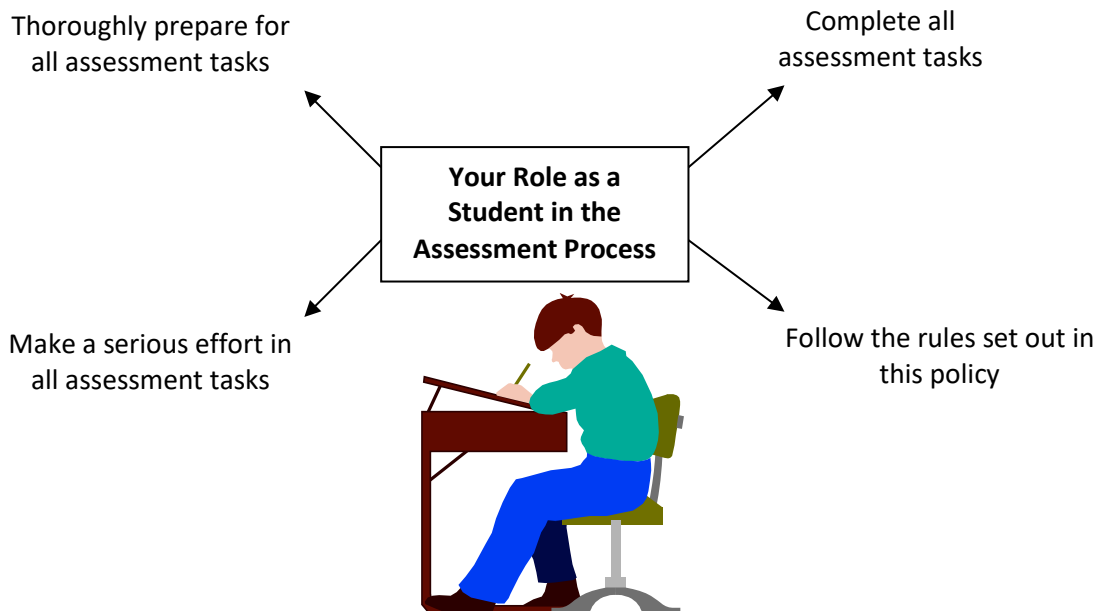 Thoroughly prepare for
all assessment tasks
Complete all
assessment tasks
Your Role as a
Student in the
Assessment Process
Make a serious effort in
all assessment tasks
Follow the rules set out in
this policy